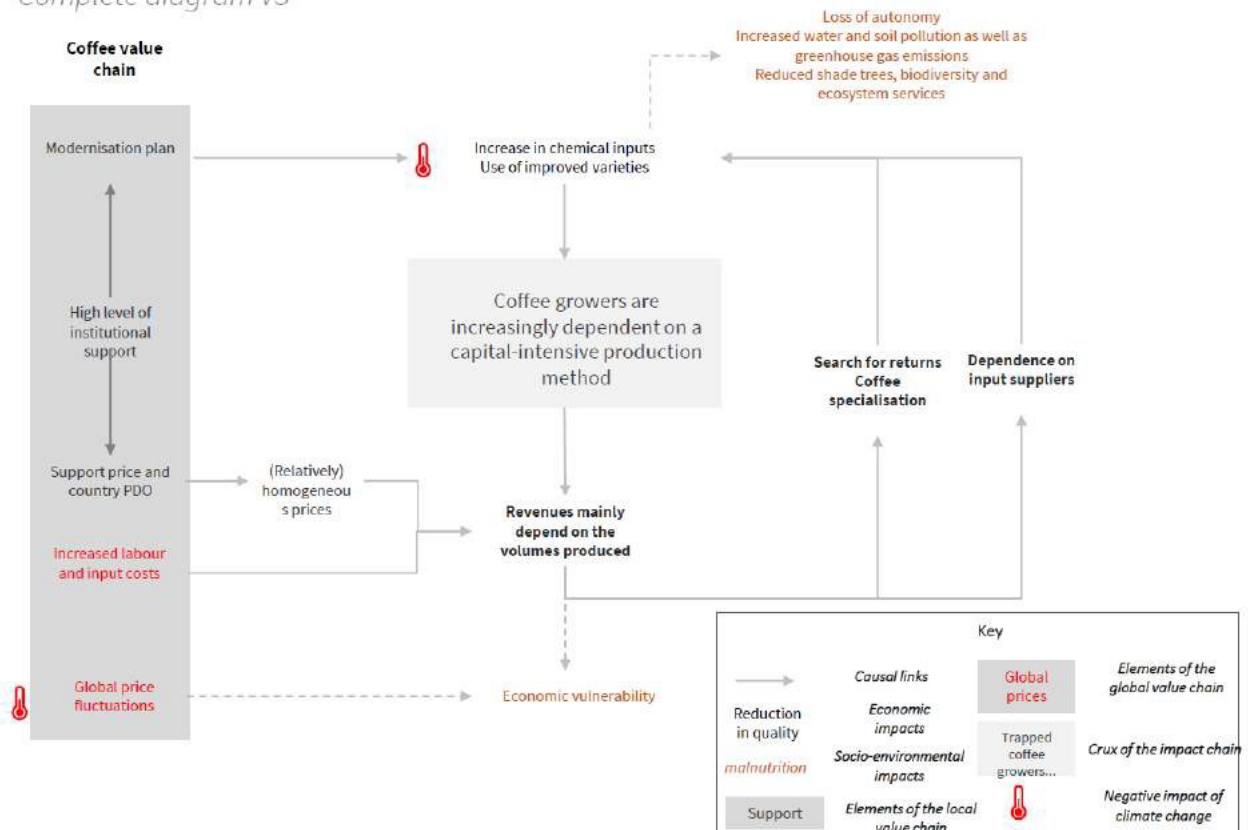 Complete diagram v3
Coffee value
chain
Loss of autonomy
Increased water and soil pollution as well as
greenhouse gas emissions
Reduced shade trees, biodiversity and
ecosystem services
Modernisation plan
Increase in chemical inputs
Use of improved varieties
High level of
institutional
support
Coffee growers are
increasingly dependent on a
capital-intensive production
method
Search for returns
Coffee
specialisation
Dependence on
input suppliers
Support price and
country PDO
(Relatively)
homogeneou
s prices
Revenues mainly
depend on the
volumes produced
Increased labour
and input costs
Global price
fluctuations
Economic vulnerability
Key
Causal links
Global
prices
Elements of the
global value chain
Reduction
in quality
Economic
impacts
Trapped
coffee
growers...
Crux of the impact chain
malnutrition
Socio-environmental
impacts
Support
Elements of the local
value chain
Negative impact of
climate change